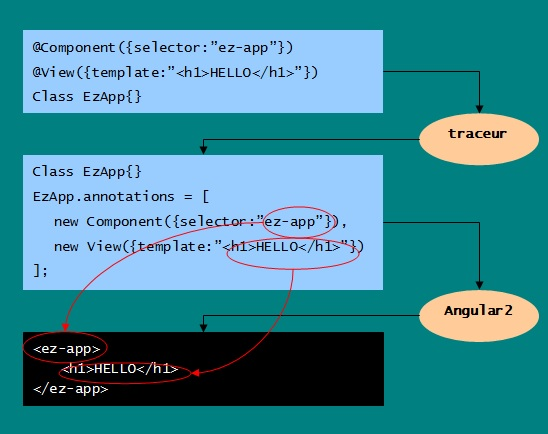 @Component({selector:”ez-app”})
@View({template:”<h1>HELLO</h1>”})
Class EzApp{}
traceur
Class EzApp{}
EzApp.annotations = [
new Component({selector:”ez-app”}),
new View({template:”<h1>HELLO</h1>”})
];
Angular2
<ez-app>
<h1>HELLO</h1>
</ez-app>